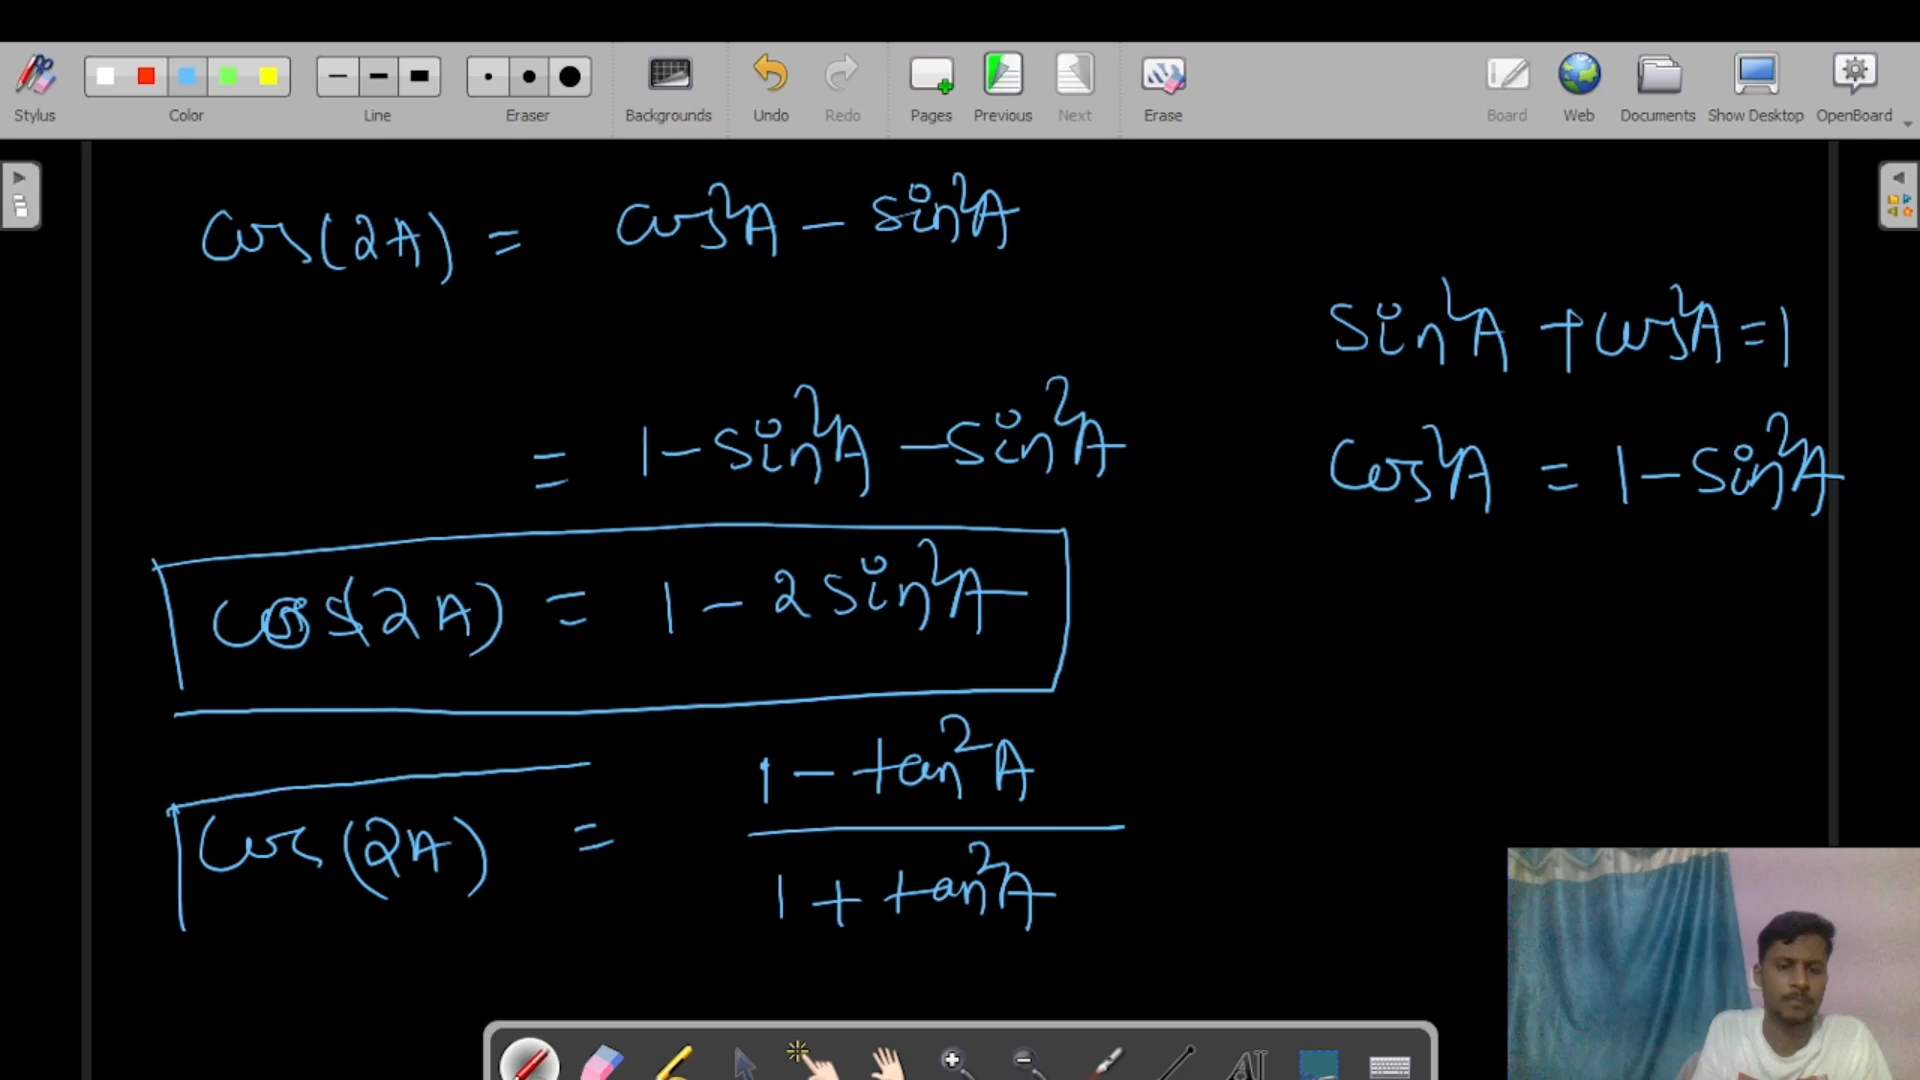 Stylus Color Line Eraser Backgrounds Undo Redo Pages Previous Next Erase Board Web Documents Show Desktop OpenBoard
cos(2A) = cos²A - sin²A
sin²A + cos²A = 1
= 1 - sin²A - sin²A
cos²A = 1 - sin²A
cos(2A) = 1 - 2 sin²A
cos(2A) = 1 - tan²A
1 + tan²A